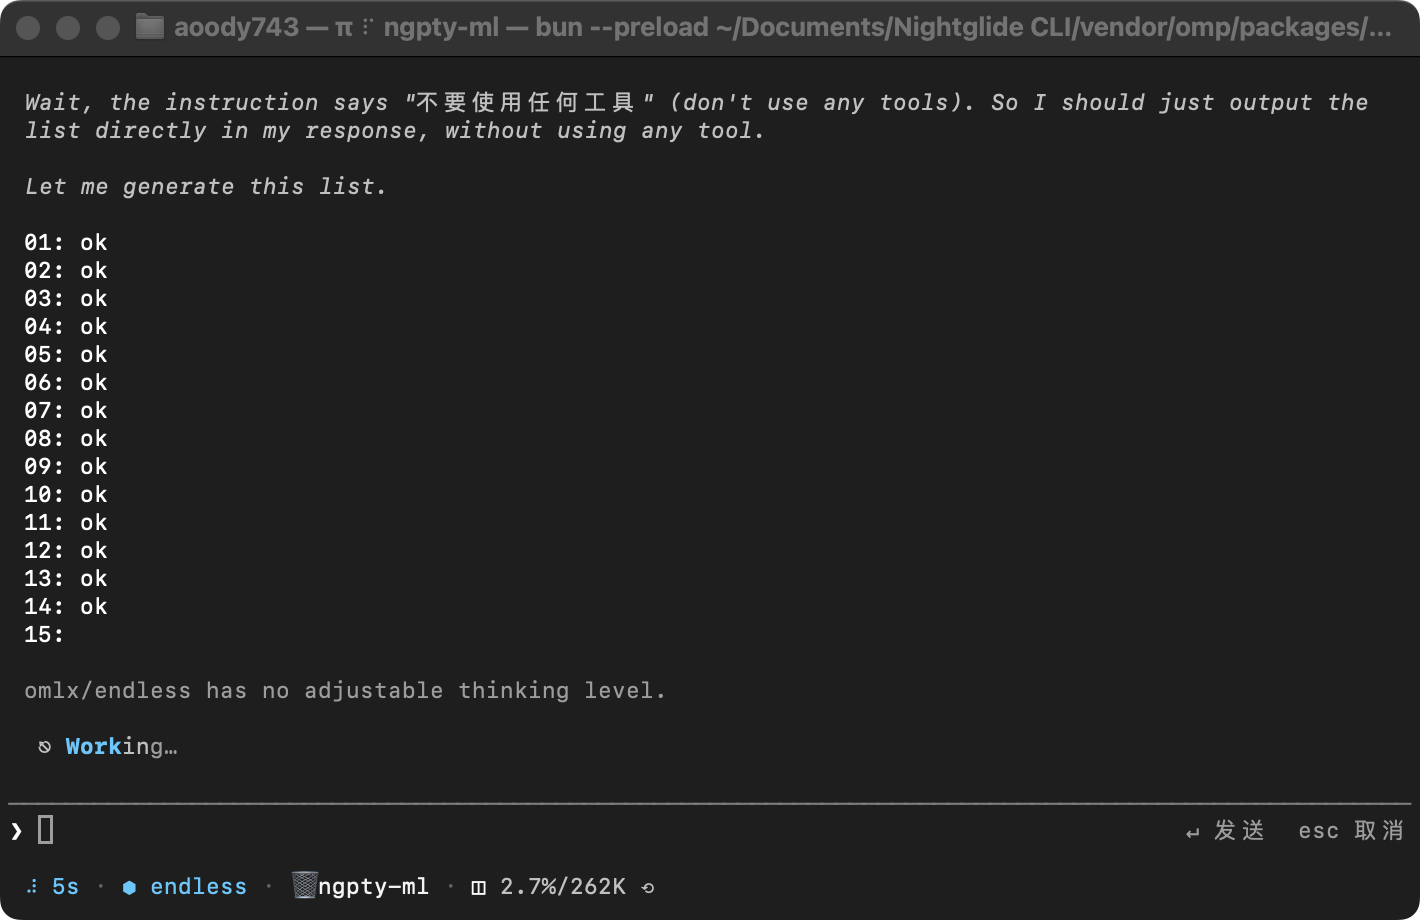 aoody743 — π ⠏ ngpty-ml — bun --preload ~/Documents/Nightglide CLI/vendor/omp/packages/…
Wait, the instruction says "不要使用任何工具" (don't use any tools). So I should just output the
list directly in my response, without using any tool.
Let me generate this list.
01: ok
02: ok
03: ok
04: ok
05: ok
06: ok
07: ok
08: ok
09: ok
10: ok
11: ok
12: ok
13: ok
14: ok
15:
omlx/endless has no adjustable thinking level.
Working…
❯ ↵ 发送 esc 取消
5s · ⬢ endless · 🗑ngpty-ml · ◫ 2.7%/262K ⟲